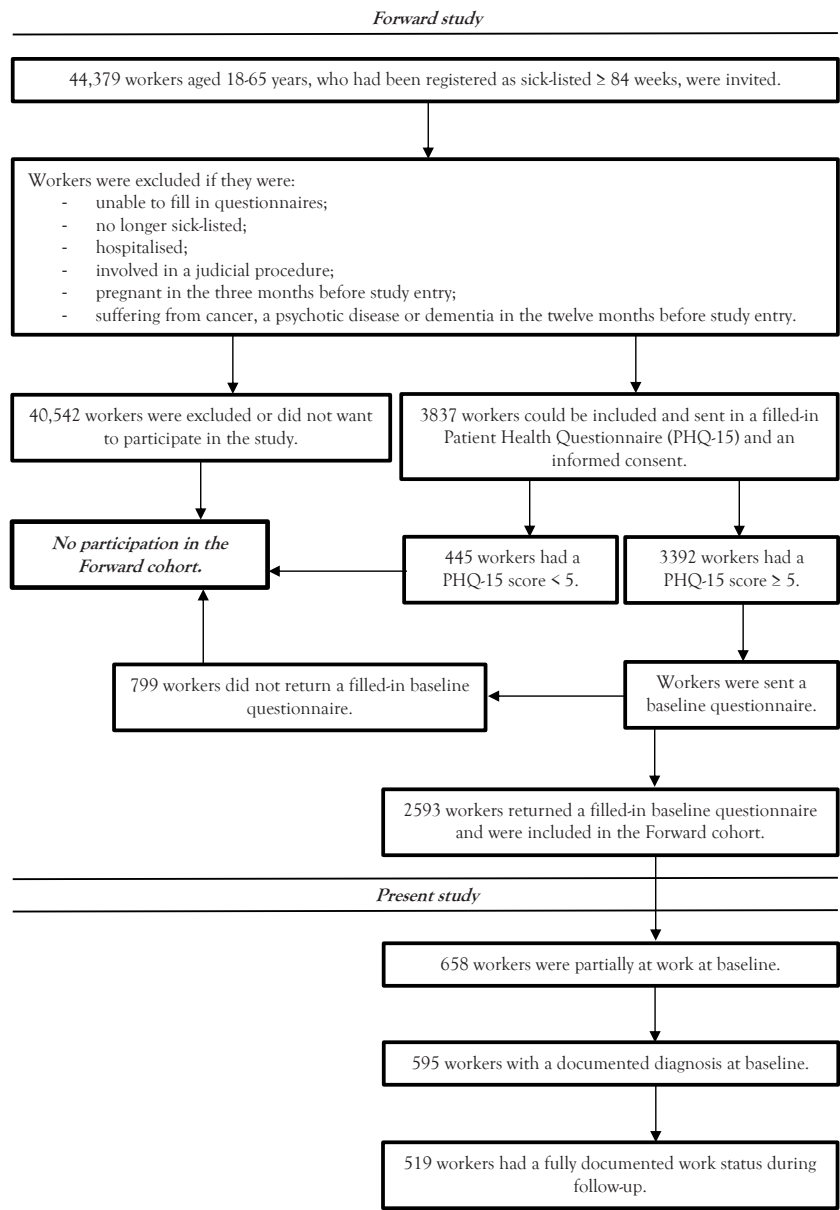 Forward study
44,379 workers aged 18-65 years, who had been registered as sick-listed ≥ 84 weeks, were invited.
Workers were excluded if they were:
- unable to fill in questionnaires;
- no longer sick-listed;
- hospitalised;
- involved in a judicial procedure;
- pregnant in the three months before study entry;
- suffering from cancer, a psychotic disease or dementia in the twelve months before study entry.
40,542 workers were excluded or did not want
to participate in the study.
3837 workers could be included and sent in a filled-in
Patient Health Questionnaire (PHQ-15) and an
informed consent.
No participation in the
Forward cohort.
445 workers had a
PHQ-15 score < 5.
3392 workers had a
PHQ-15 score ≥ 5.
799 workers did not return a filled-in baseline
questionnaire.
Workers were sent a
baseline questionnaire.
2593 workers returned a filled-in baseline questionnaire
and were included in the Forward cohort.
Present study
658 workers were partially at work at baseline.
595 workers with a documented diagnosis at baseline.
519 workers had a fully documented work status during
follow-up.